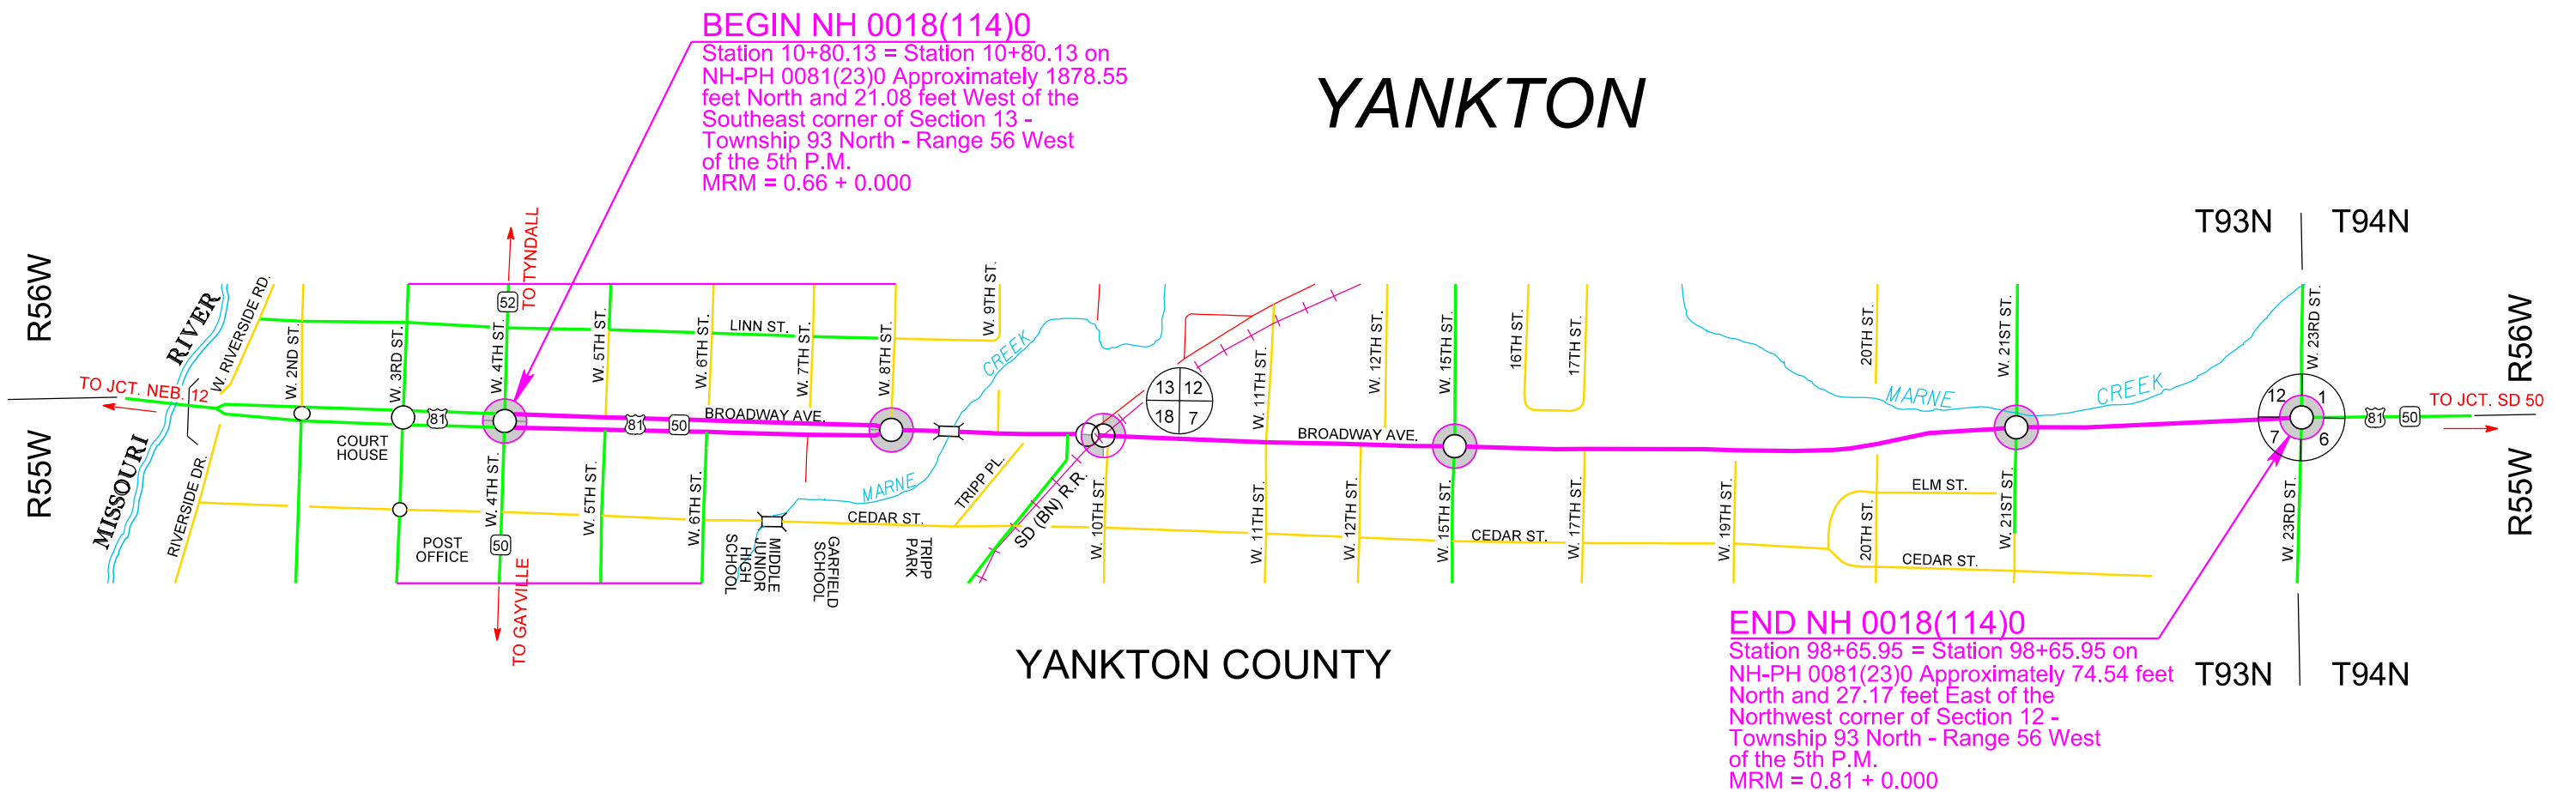 BEGIN NH 0018(114)0
Station 10+80.13 = Station 10+80.13 on
NH-PH 0081(23)0 Approximately 1878.55
feet North and 21.08 feet West of the
Southeast corner of Section 13 -
Township 93 North - Range 56 West
of the 5th P.M.
MRM = 0.66 + 0.000
YANKTON
T93N
T94N
R56W
R56W
MISSOURI RIVER
W. RIVERSIDE RD.
W. 2ND ST.
W. 3RD ST.
52
TO TYNDALL
W. 4TH ST.
W. 5TH ST.
W. 6TH ST.
LINN ST.
W. 7TH ST.
W. 8TH ST.
W. 9TH ST.
CREEK
W. 11TH ST.
W. 12TH ST.
W. 15TH ST.
16TH ST.
17TH ST.
20TH ST.
W. 21ST ST.
W. 23RD ST.
MARNE CREEK
TO JCT. NEB. 12
81
81
50
BROADWAY AVE.
13
12
18
7
BROADWAY AVE.
12
1
7
6
81
50
TO JCT. SD 50
R55W
R55W
RIVERSIDE DR.
COURT
HOUSE
POST
OFFICE
W. 4TH ST.
50
TO GAYVILLE
W. 5TH ST.
W. 6TH ST.
MIDDLE
JUNIOR
HIGH
SCHOOL
GARFIELD
SCHOOL
MARNE
CEDAR ST.
TRIPP
PARK
TRIPP PL.
SD (BN) R.R.
W. 10TH ST.
W. 11TH ST.
W. 12TH ST.
W. 15TH ST.
CEDAR ST.
W. 17TH ST.
W. 19TH ST.
20TH ST.
ELM ST.
CEDAR ST.
W. 21ST ST.
W. 23RD ST.
YANKTON COUNTY
END NH 0018(114)0
Station 98+65.95 = Station 98+65.95 on
NH-PH 0081(23)0 Approximately 74.54 feet
North and 27.17 feet East of the
Northwest corner of Section 12 -
Township 93 North - Range 56 West
of the 5th P.M.
MRM = 0.81 + 0.000
T93N
T94N